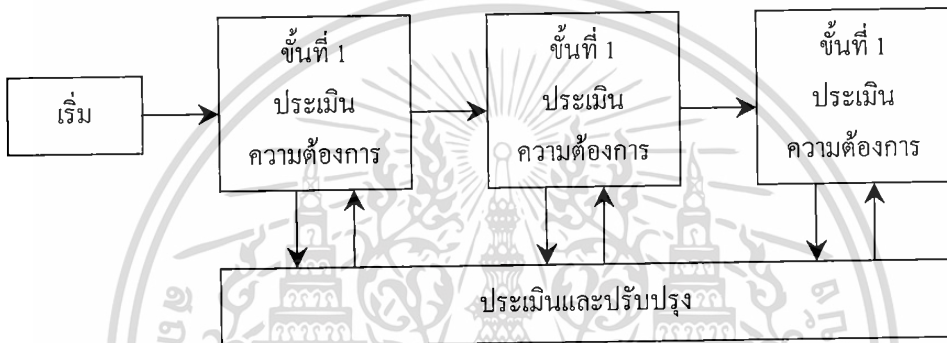 เริ่ม
ขั้นที่ 1
ประเมิน
ความต้องการ
ขั้นที่ 1
ประเมิน
ความต้องการ
ขั้นที่ 1
ประเมิน
ความต้องการ
ประเมินและปรับปรุง